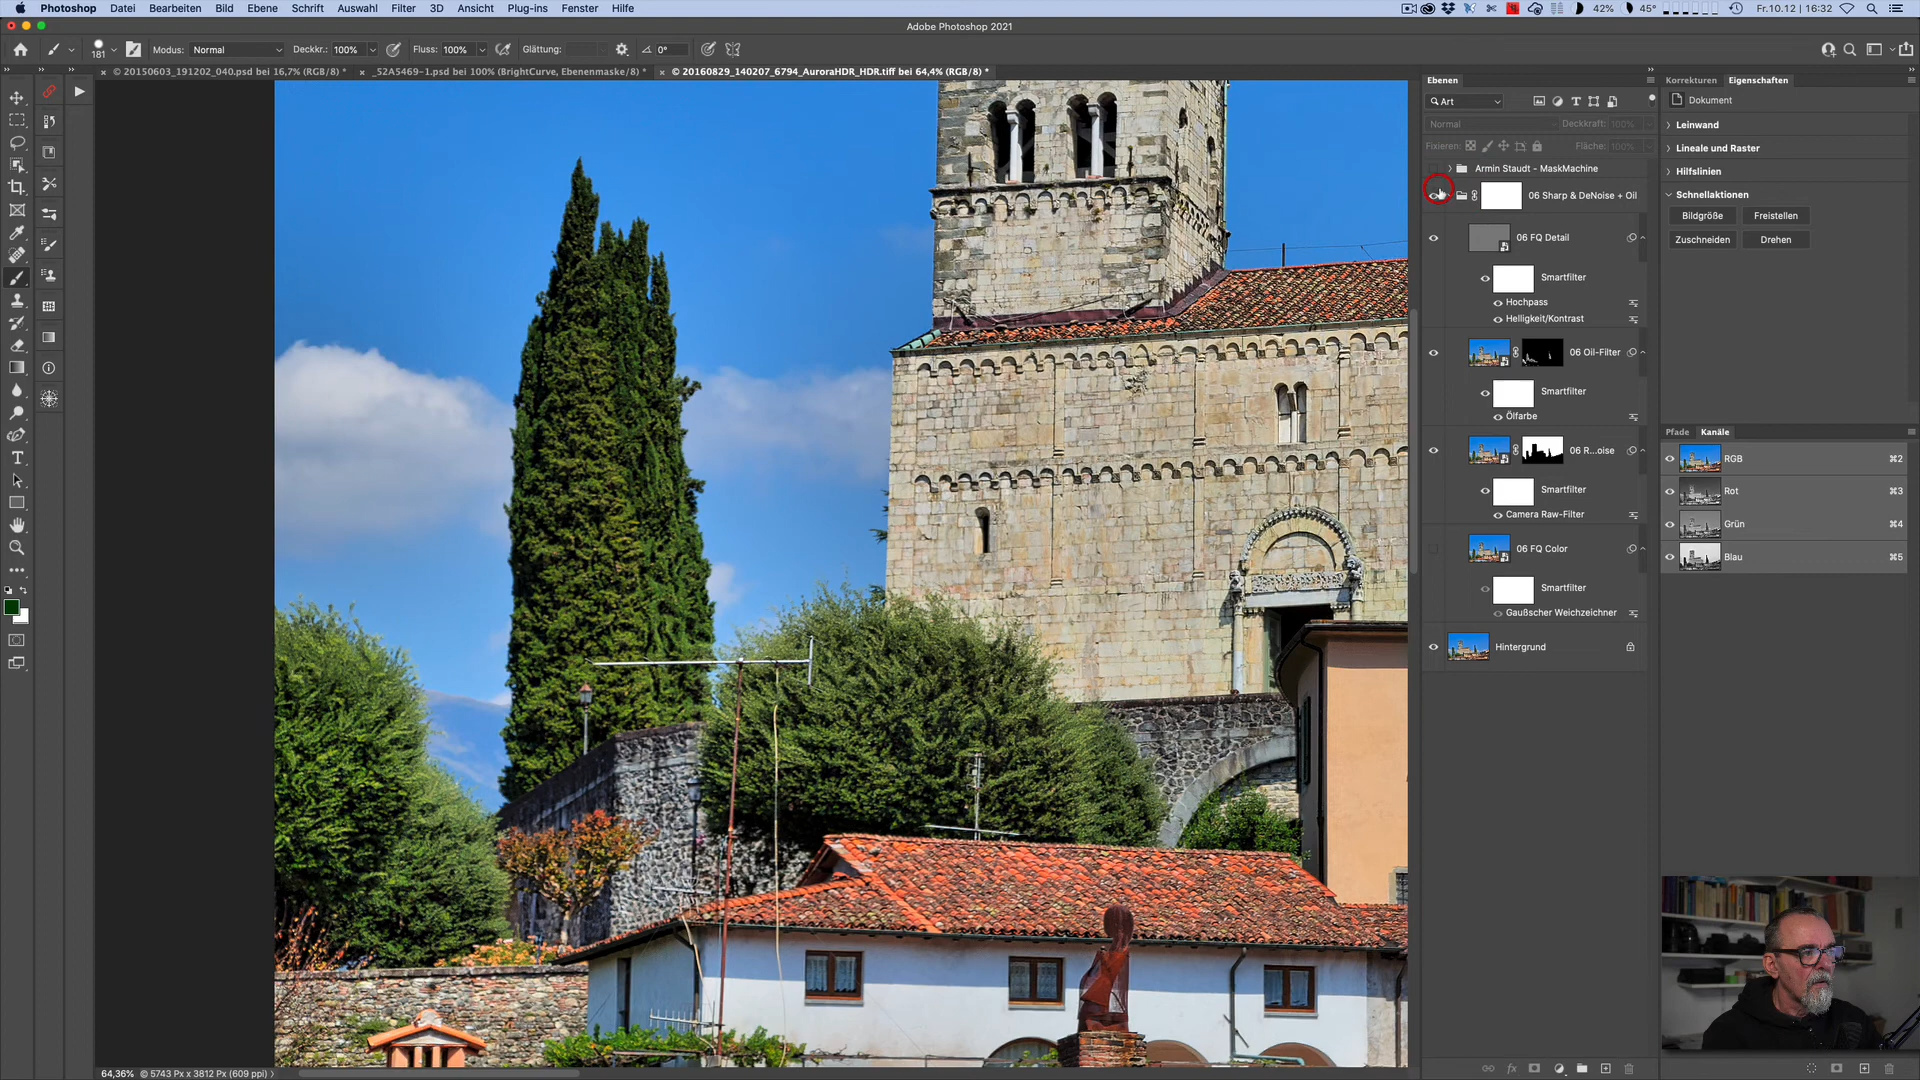 Photoshop Datei Bearbeiten Bild Ebene Schrift Auswahl Filter 3D Ansicht Plug-ins Fenster Hilfe 42% 45° Fr.10.12 | 16:32
Adobe Photoshop 2021
181 Modus: Normal Deckkr.: 100% Fluss: 100% Glättung: 0°
× © 20150603_191202_040.psd bei 16,7% (RGB/8) * × _52A5469-1.psd bei 100% (BrightCurve, Ebenenmaske/8) * × © 20160829_140207_6794_AuroraHDR_HDR.tiff bei 64,4% (RGB/8) *
Ebenen
Art
Normal Deckkraft: 100%
Fixieren: Fläche: 100%
Armin Staudt - MaskMachine
06 Sharp & DeNoise + Oil
06 FQ Detail
Smartfilter
Hochpass
Helligkeit/Kontrast
06 Oil-Filter
Smartfilter
Ölfarbe
06 R...oise
Smartfilter
Camera Raw-Filter
06 FQ Color
Smartfilter
Gaußscher Weichzeichner
Hintergrund
Korrekturen Eigenschaften
Dokument
Leinwand
Lineale und Raster
Hilfslinien
Schnellaktionen
Bildgröße Freistellen
Zuschneiden Drehen
Pfade Kanäle
RGB ⌘2
Rot ⌘3
Grün ⌘4
Blau ⌘5
fx
64,36% © 5743 Px x 3812 Px (609 ppi)